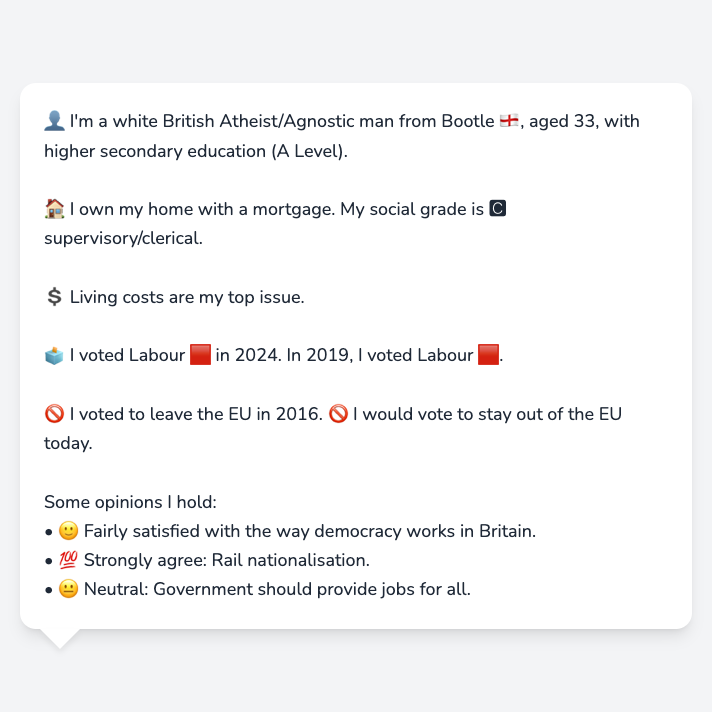 👤 I'm a white British Atheist/Agnostic man from Bootle 🏴󠁧󠁢󠁥󠁮󠁧󠁿, aged 33, with
higher secondary education (A Level).
🏠 I own my home with a mortgage. My social grade is 🅲
supervisory/clerical.
💲 Living costs are my top issue.
🗳️ I voted Labour 🟥 in 2024. In 2019, I voted Labour 🟥.
🚫 I voted to leave the EU in 2016. 🚫 I would vote to stay out of the EU
today.
Some opinions I hold:
• 🙂 Fairly satisfied with the way democracy works in Britain.
• 💯 Strongly agree: Rail nationalisation.
• 😐 Neutral: Government should provide jobs for all.